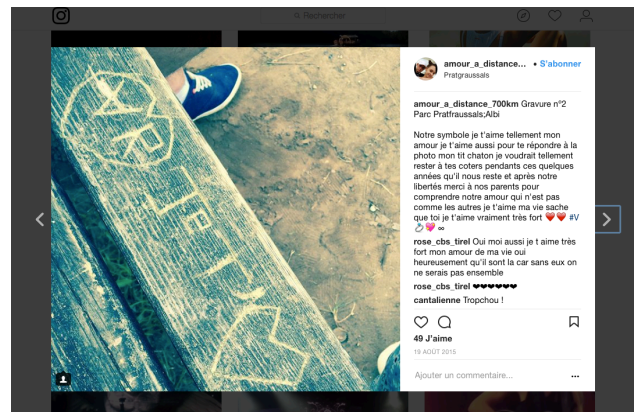 Rechercher
amour_a_distance... • S'abonner
Pratgraussals
amour_a_distance_700km Gravure n°2
Parc Pratfraussals;Albi
Notre symbole je t'aime tellement mon
amour je t'aime aussi pour te répondre à la
photo mon tit chaton je voudrait tellement
rester à tes coters pendants ces quelques
années qu'il nous reste et après notre
libertés merci à nos parents pour
comprendre notre amour qui n'est pas
comme les autres je t'aime ma vie sache
que toi je t'aime vraiment très fort ❤️❤️ #V
💍💖 ∞
rose_cbs_tirel Oui moi aussi je t aime très
fort mon amour de ma vie oui
heureusement qu'il sont la car sans eux on
ne serais pas ensemble
rose_cbs_tirel ❤❤❤❤❤❤
cantalienne Tropchou !
49 J'aime
19 AOÛT 2015
Ajouter un commentaire...